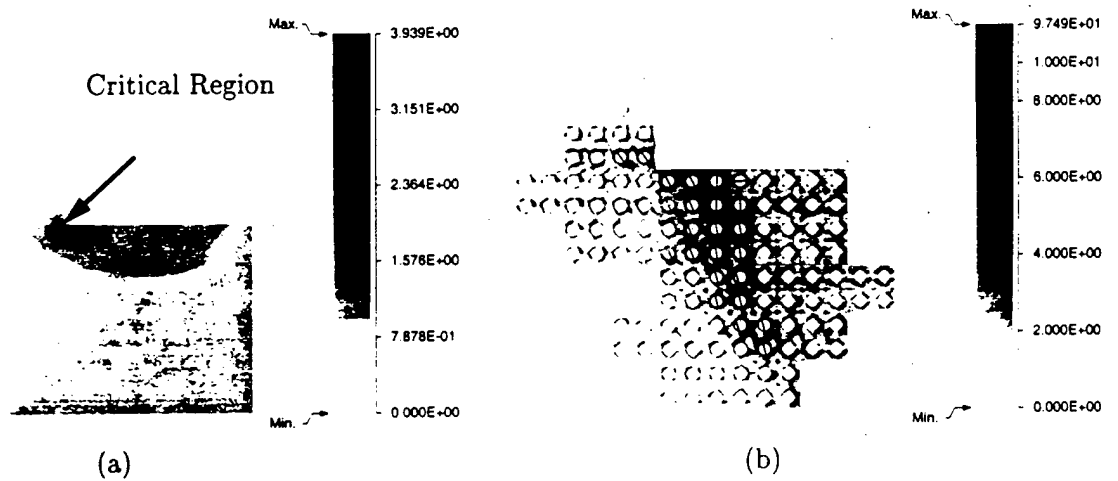 Max.
3.939E+00
Critical Region
3.151E+00
2.364E+00
1.576E+00
7.878E-01
Min.
0.000E+00
(a)
Max.
9.749E+01
1.000E+01
8.000E+00
6.000E+00
4.000E+00
2.000E+00
Min.
0.000E+00
(b)